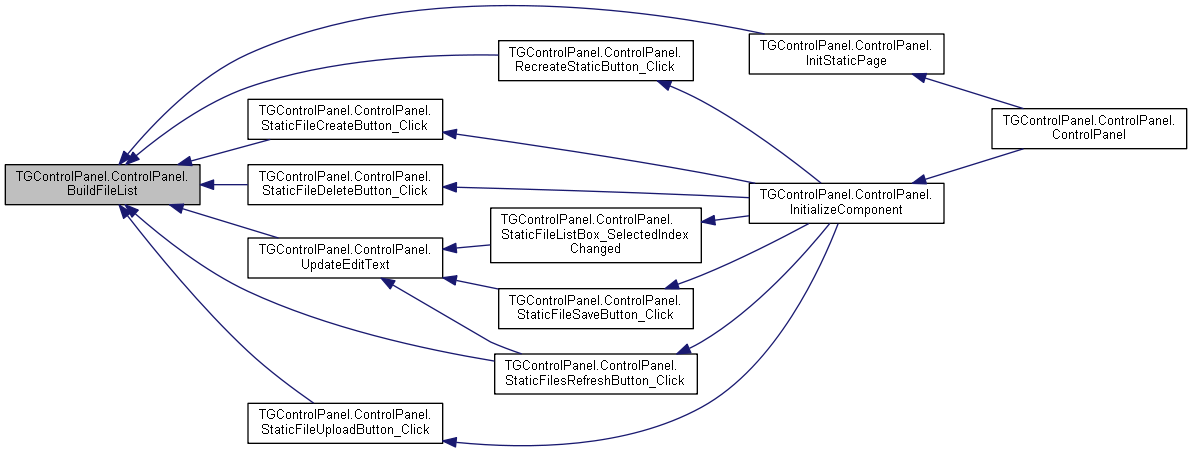 TGControlPanel.ControlPanel.
InitStaticPage
TGControlPanel.ControlPanel.
RecreateStaticButton_Click
TGControlPanel.ControlPanel.
StaticFileCreateButton_Click
TGControlPanel.ControlPanel.
ControlPanel
TGControlPanel.ControlPanel.
BuildFileList
TGControlPanel.ControlPanel.
StaticFileDeleteButton_Click
TGControlPanel.ControlPanel.
InitializeComponent
TGControlPanel.ControlPanel.
StaticFileListBox_SelectedIndex
Changed
TGControlPanel.ControlPanel.
UpdateEditText
TGControlPanel.ControlPanel.
StaticFileSaveButton_Click
TGControlPanel.ControlPanel.
StaticFilesRefreshButton_Click
TGControlPanel.ControlPanel.
StaticFileUploadButton_Click